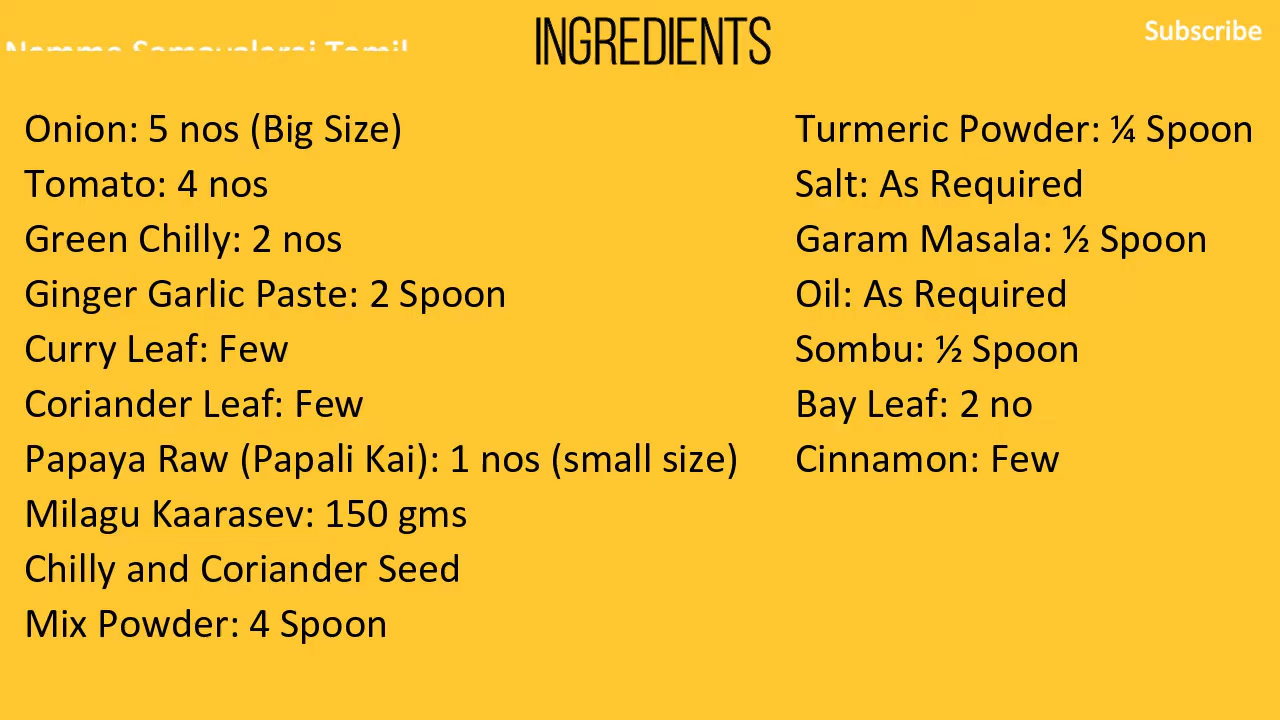 INGREDIENTS
Subscribe
Onion: 5 nos (Big Size)
Tomato: 4 nos
Green Chilly: 2 nos
Ginger Garlic Paste: 2 Spoon
Curry Leaf: Few
Coriander Leaf: Few
Papaya Raw (Papali Kai): 1 nos (small size)
Milagu Kaarasev: 150 gms
Chilly and Coriander Seed
Mix Powder: 4 Spoon
Turmeric Powder: ¼ Spoon
Salt: As Required
Garam Masala: ½ Spoon
Oil: As Required
Sombu: ½ Spoon
Bay Leaf: 2 no
Cinnamon: Few